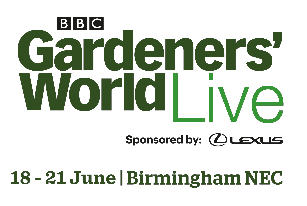 BBC
Gardeners'
World Live
Sponsored by: LEXUS
18 - 21 June | Birmingham NEC